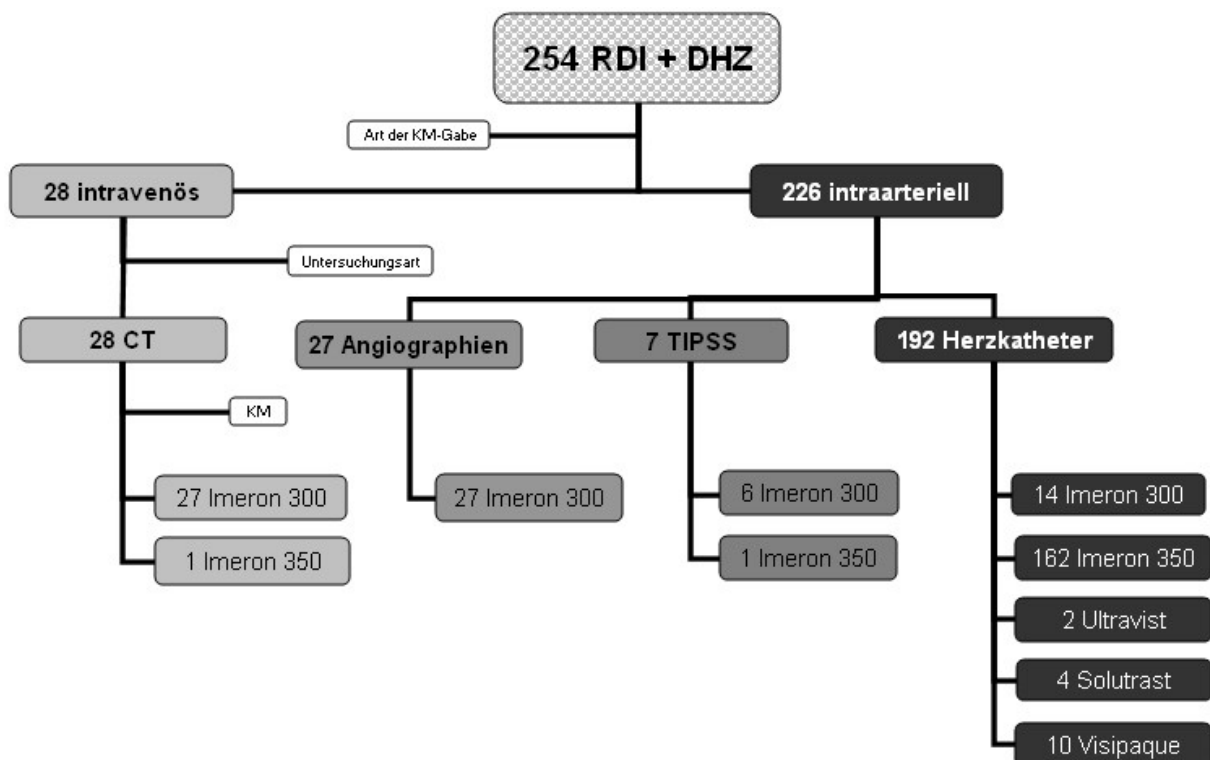 254 RDI + DHZ
Art der KM-Gabe
28 intravenös
226 intraarteriell
Untersuchungsart
28 CT
27 Angiographien
7 TIPSS
192 Herzkatheter
KM
27 Imeron 300
27 Imeron 300
6 Imeron 300
14 Imeron 300
1 Imeron 350
1 Imeron 350
162 Imeron 350
2 Ultravist
4 Solutrast
10 Visipaque